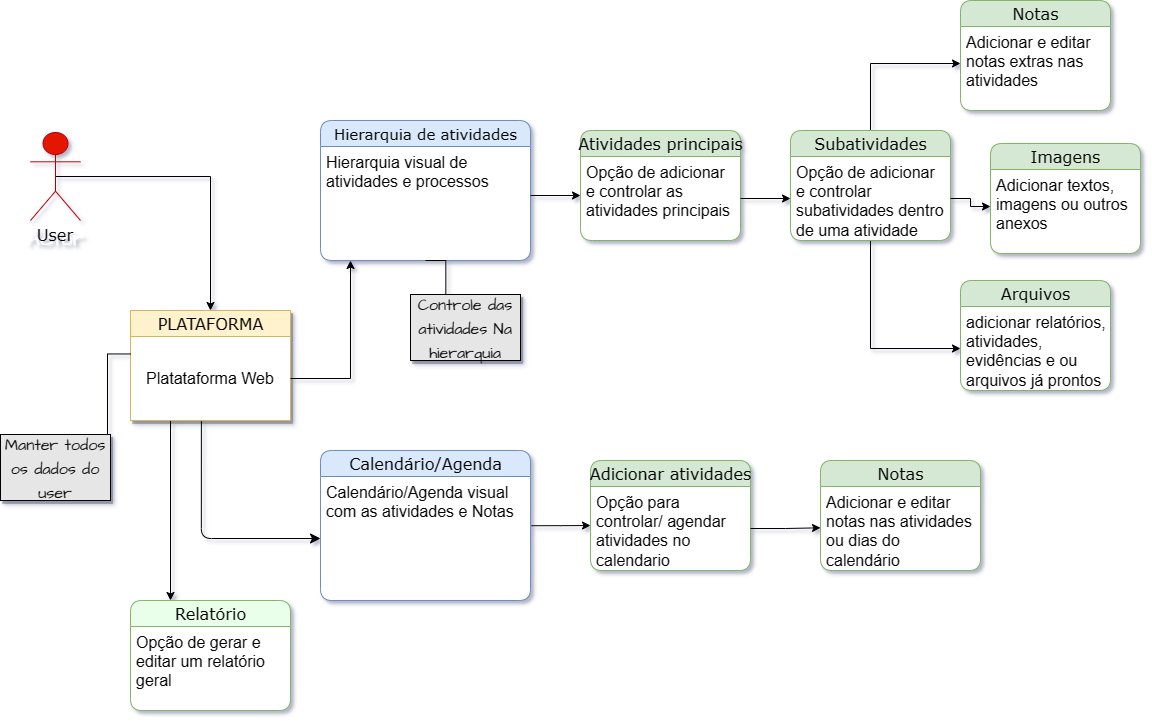 Notas
Adicionar e editar
notas extras nas
atividades
Hierarquia de atividades
Hierarquia visual de
atividades e processos
Atividades principais
Opção de adicionar
e controlar as
atividades principais
Subatividades
Opção de adicionar
e controlar
subatividades dentro
de uma atividade
Imagens
Adicionar textos,
imagens ou outros
anexos
User
Arquivos
adicionar relatórios,
atividades,
evidências e ou
arquivos já prontos
Controle das
atividades Na
hierarquia
PLATAFORMA
Platataforma Web
Manter todos
os dados do
user
Calendário/Agenda
Calendário/Agenda visual
com as atividades e Notas
Adicionar atividades
Opção para
controlar/ agendar
atividades no
calendario
Notas
Adicionar e editar
notas nas atividades
ou dias do
calendário
Relatório
Opção de gerar e
editar um relatório
geral